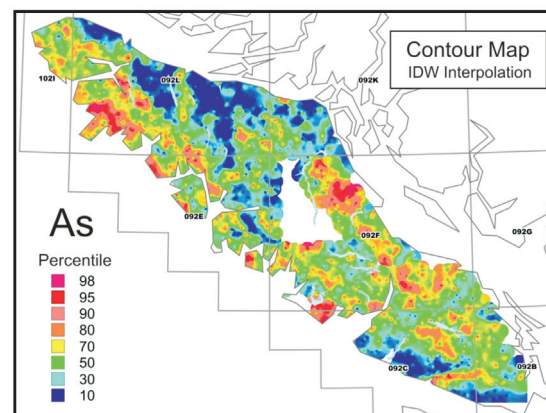 Contour Map
IDW Interpolation
102I
092L
092K
092E
092F
092G
092C
092B
As
Percentile
98
95
90
80
70
50
30
10